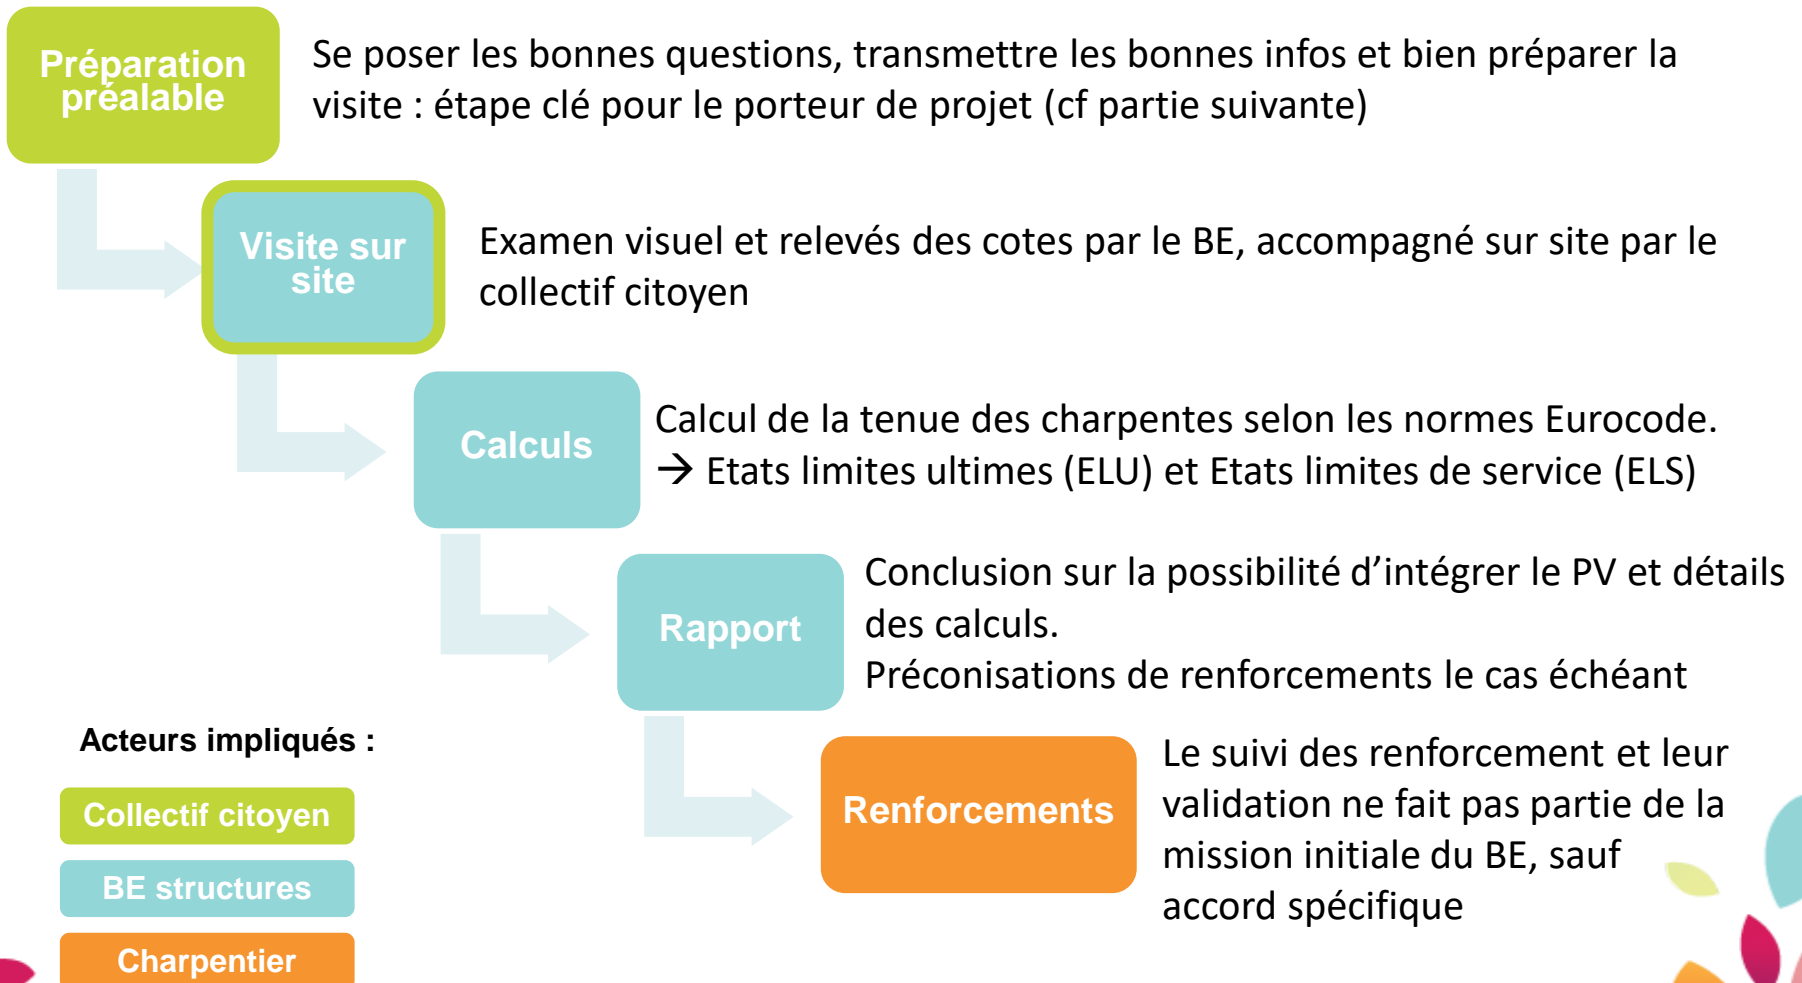 Préparation
préalable
Se poser les bonnes questions, transmettre les bonnes infos et bien préparer la
visite : étape clé pour le porteur de projet (cf partie suivante)
Visite sur
site
Examen visuel et relevés des cotes par le BE, accompagné sur site par le
collectif citoyen
Calculs
Calcul de la tenue des charpentes selon les normes Eurocode.
→ Etats limites ultimes (ELU) et Etats limites de service (ELS)
Rapport
Conclusion sur la possibilité d’intégrer le PV et détails
des calculs.
Préconisations de renforcements le cas échéant
Renforcements
Le suivi des renforcement et leur
validation ne fait pas partie de la
mission initiale du BE, sauf
accord spécifique
Acteurs impliqués :
Collectif citoyen
BE structures
Charpentier